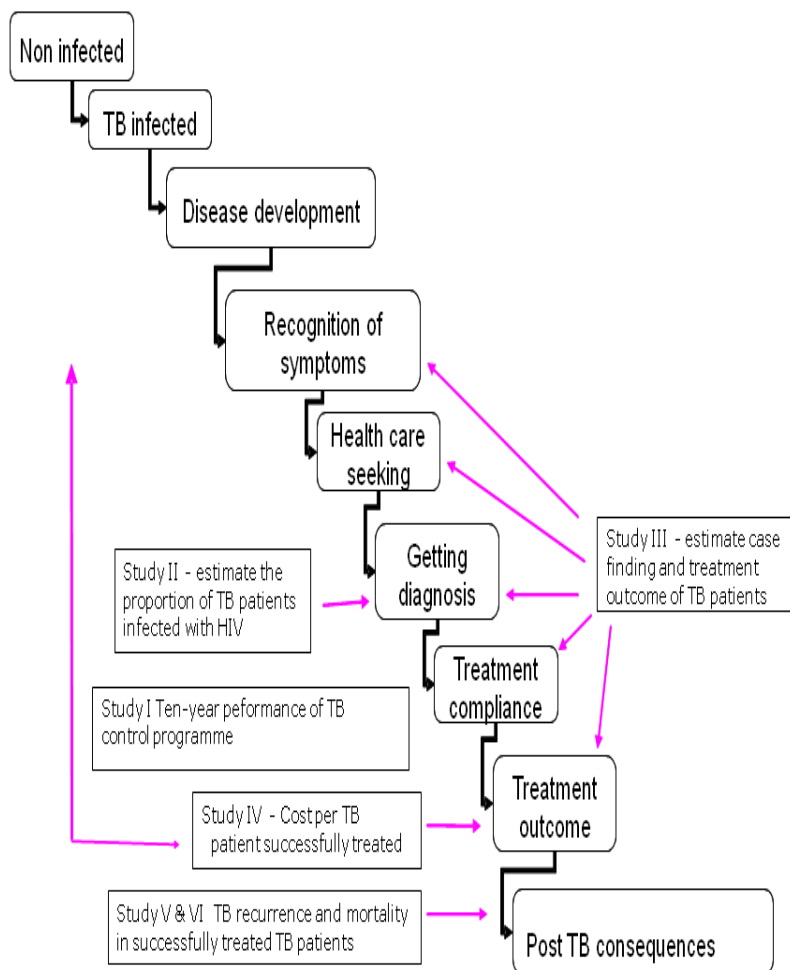 Non infected
TB infected
Disease development
Recognition of
symptoms
Health care
seeking
Getting
diagnosis
Study III - estimate case
finding and treatment
outcome of TB patients
Study II - estimate the
proportion of TB patients
infected with HIV
Treatment
compliance
Study I Ten-year peformance of TB
control programme
Treatment
outcome
Study IV - Cost per TB
patient successfully treated
Study V & VI TB recurrence and mortality
in successfully treated TB patients
Post TB consequences